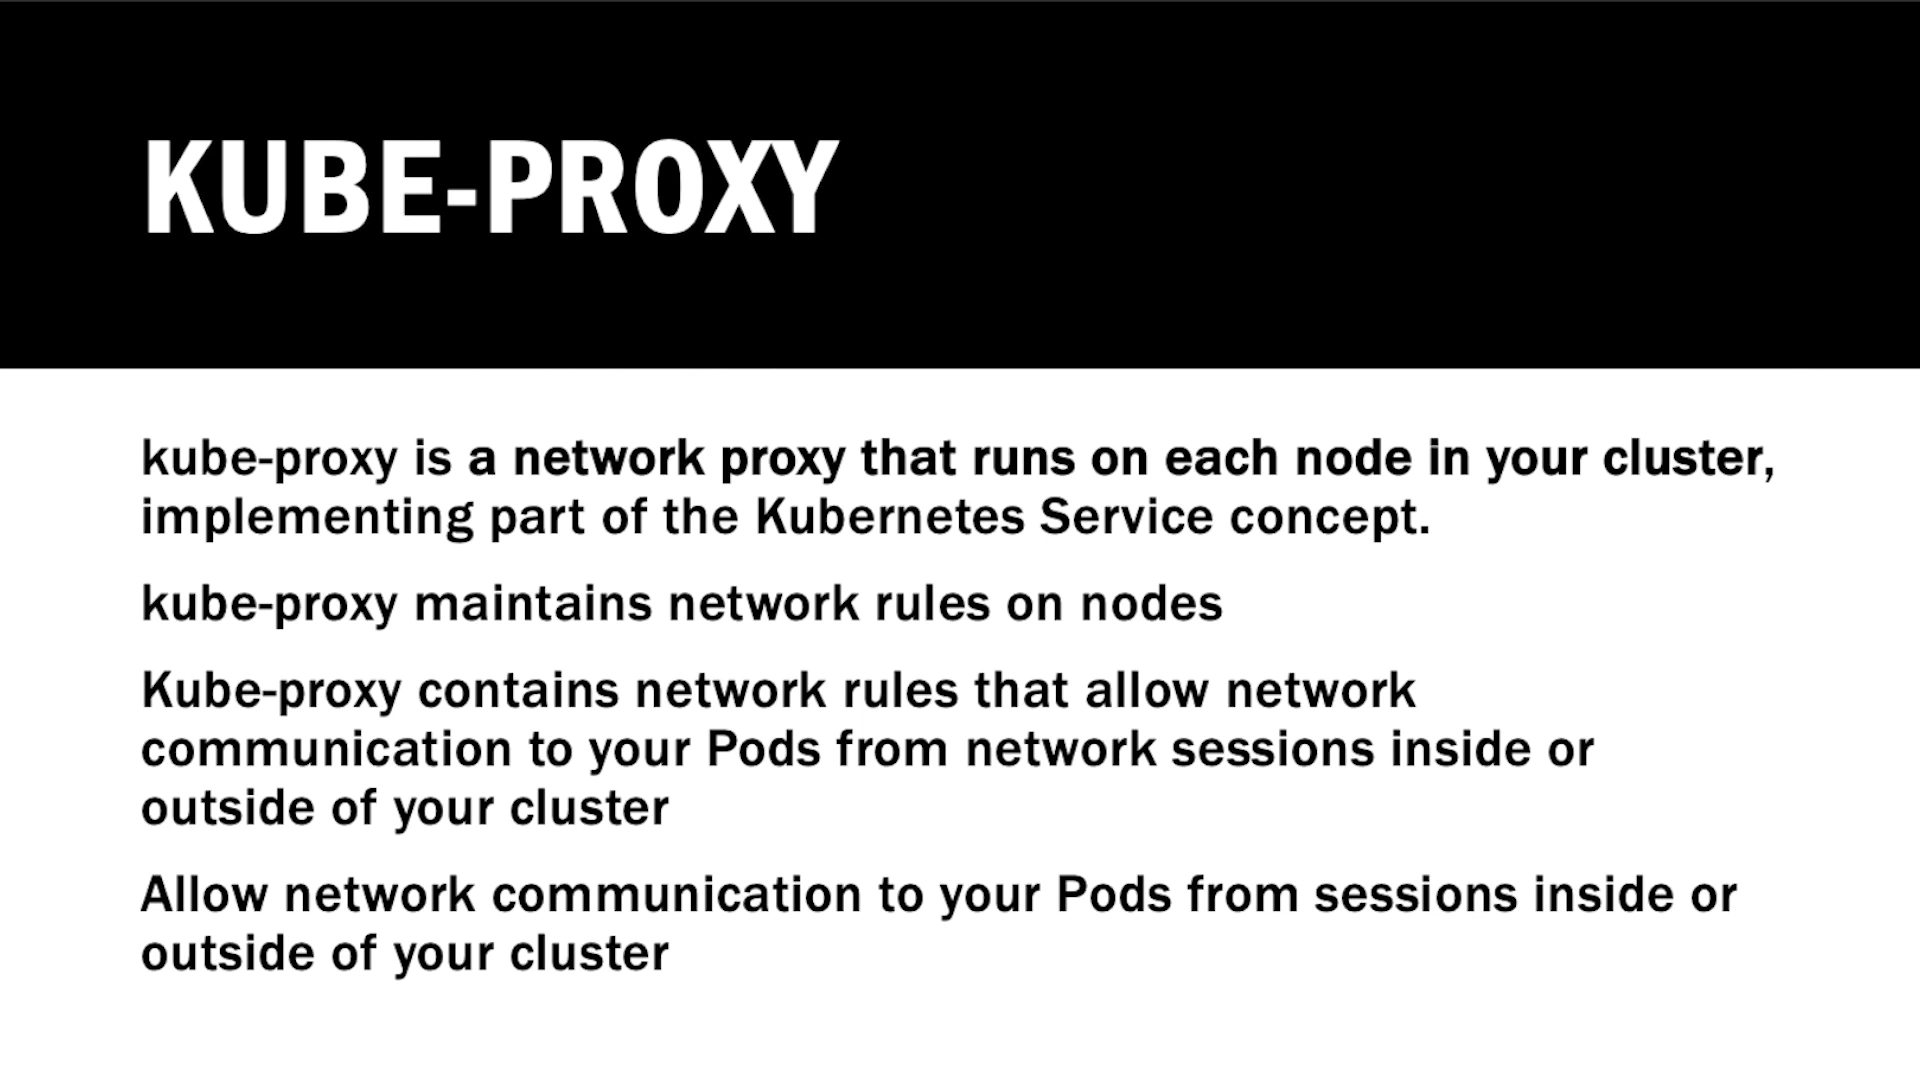 KUBE-PROXY
kube-proxy is a network proxy that runs on each node in your cluster,
implementing part of the Kubernetes Service concept.
kube-proxy maintains network rules on nodes
Kube-proxy contains network rules that allow network
communication to your Pods from network sessions inside or
outside of your cluster
Allow network communication to your Pods from sessions inside or
outside of your cluster